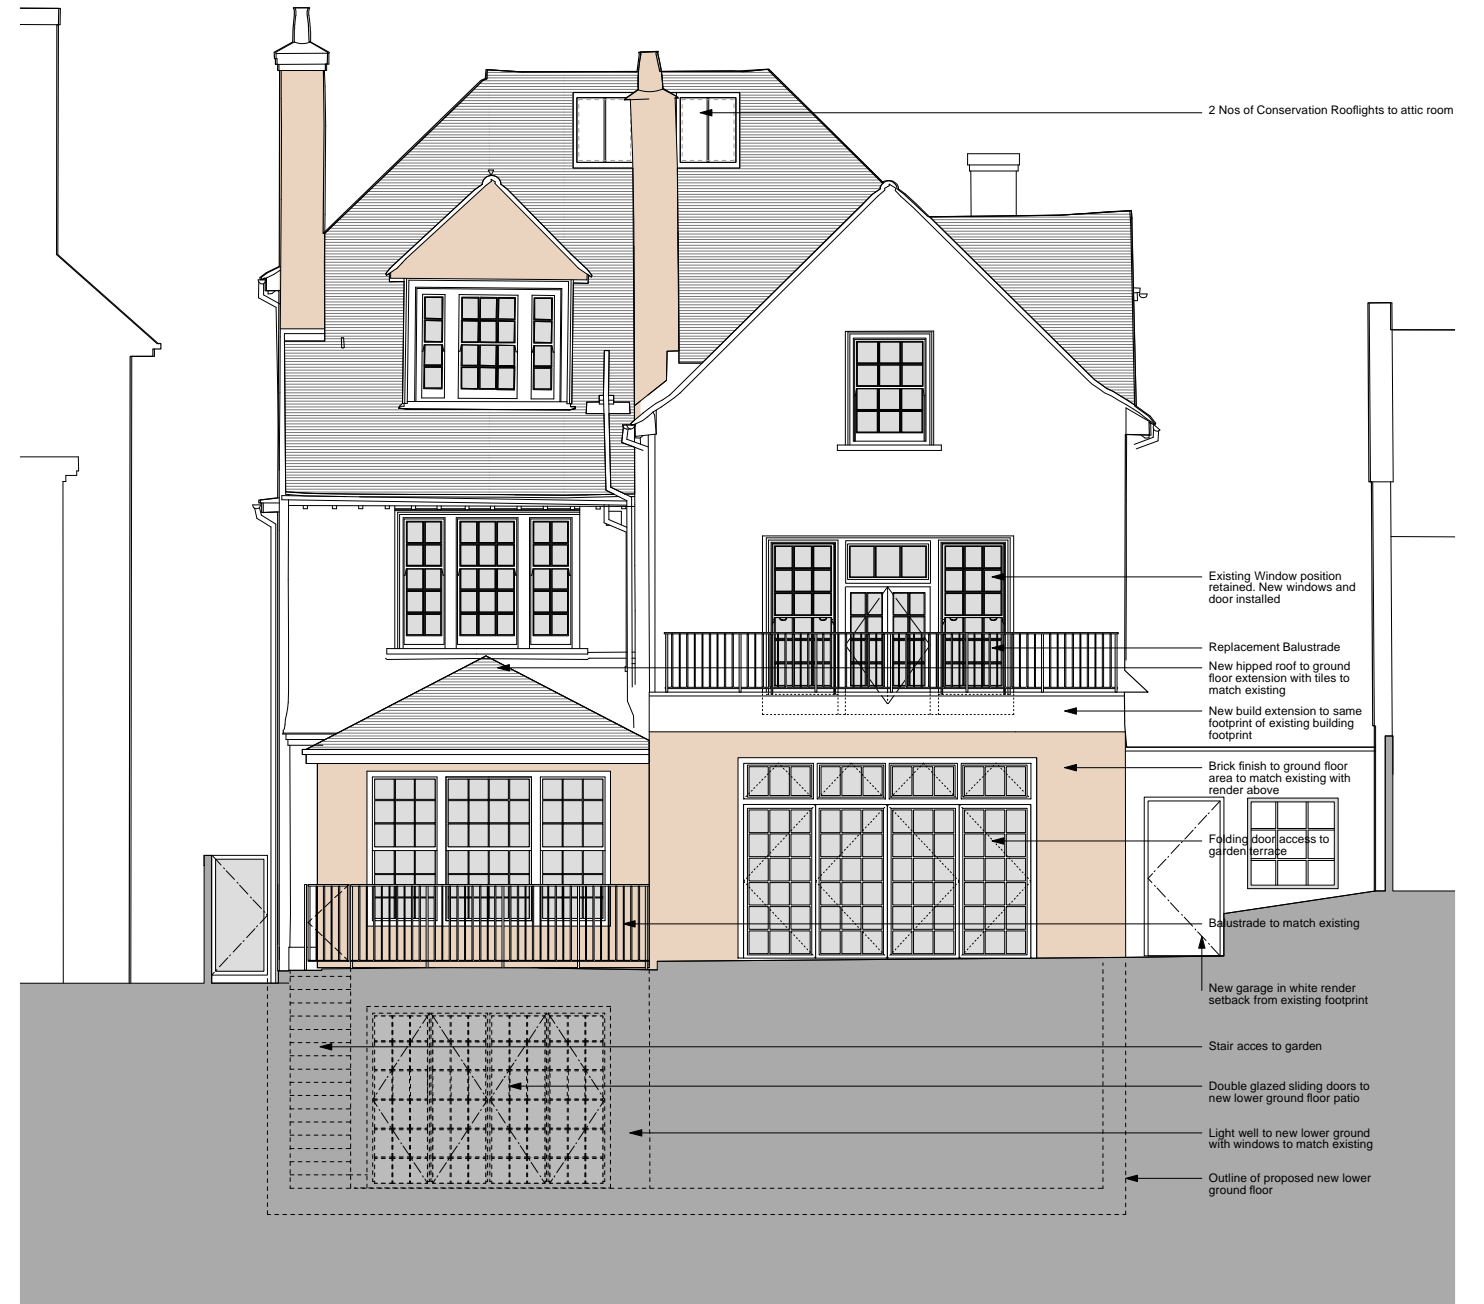 2 Nos of Conservation Rooflights to attic room
Existing Window position
retained. New windows and
door installed
Replacement Balustrade
New hipped roof to ground
floor extension with tiles to
match existing
New build extension to same
footprint of existing building
footprint
Brick finish to ground floor
area to match existing with
render above
Folding door access to
garden terrace
Balustrade to match existing
New garage in white render
setback from existing footprint
Stair acces to garden
Double glazed sliding doors to
new lower ground floor patio
Light well to new lower ground
with windows to match existing
Outline of proposed new lower
ground floor